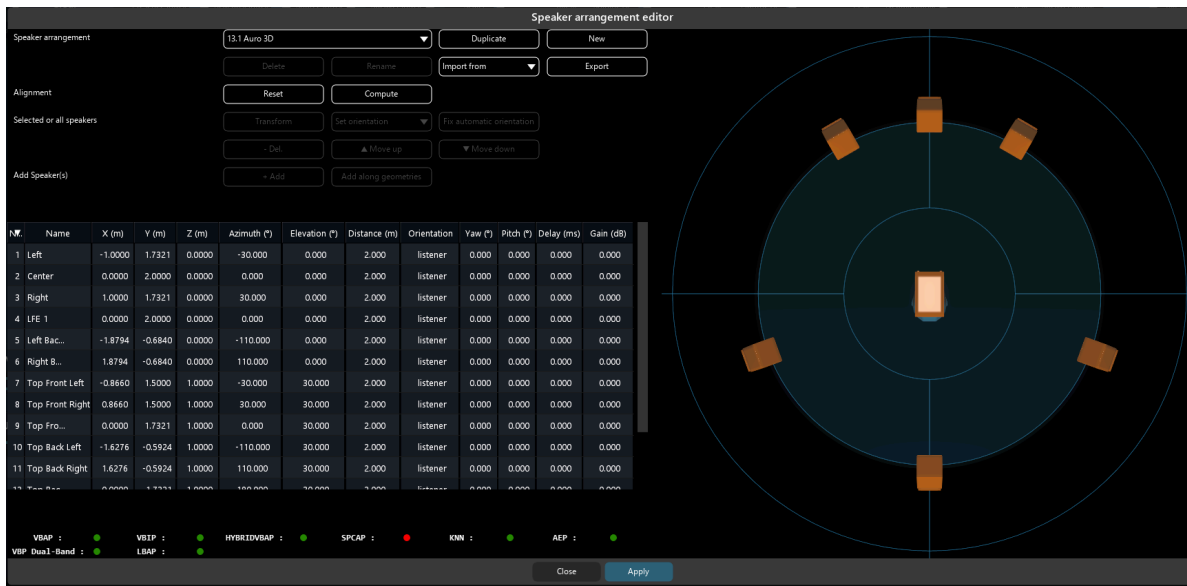 Speaker arrangement editor
Speaker arrangement 13.1 Auro 3D Duplicate New
Delete Rename Import from Export
Alignment Reset Compute
Selected or all speakers Transform Set orientation Fix automatic orientation
- Del. ▲ Move up ▼ Move down
Add Speaker(s) + Add Add along geometries
Name X (m) Y (m) Z (m) Azimuth (°) Elevation (°) Distance (m) Orientation Yaw (°) Pitch (°) Delay (ms) Gain (dB)
1 Left -1.0000 1.7321 0.0000 -30.000 0.000 2.000 listener 0.000 0.000 0.000 0.000
2 Center 0.0000 2.0000 0.0000 0.000 0.000 2.000 listener 0.000 0.000 0.000 0.000
3 Right 1.0000 1.7321 0.0000 30.000 0.000 2.000 listener 0.000 0.000 0.000 0.000
4 LFE 1 0.0000 2.0000 0.0000 0.000 0.000 2.000 listener 0.000 0.000 0.000 0.000
5 Left Bac... -1.8794 -0.6840 0.0000 -110.000 0.000 2.000 listener 0.000 0.000 0.000 0.000
6 Right B... 1.8794 -0.6840 0.0000 110.000 0.000 2.000 listener 0.000 0.000 0.000 0.000
7 Top Front Left -0.8660 1.5000 1.0000 -30.000 30.000 2.000 listener 0.000 0.000 0.000 0.000
8 Top Front Right 0.8660 1.5000 1.0000 30.000 30.000 2.000 listener 0.000 0.000 0.000 0.000
9 Top Fro... 0.0000 1.7321 1.0000 0.000 30.000 2.000 listener 0.000 0.000 0.000 0.000
10 Top Back Left -1.6276 -0.5924 1.0000 -110.000 30.000 2.000 listener 0.000 0.000 0.000 0.000
11 Top Back Right 1.6276 -0.5924 1.0000 110.000 30.000 2.000 listener 0.000 0.000 0.000 0.000
VBAP : VBIP : HYBRIDVBAP : SPCAP : KNN : AEP :
VBP Dual-Band : LBAP :
Close Apply